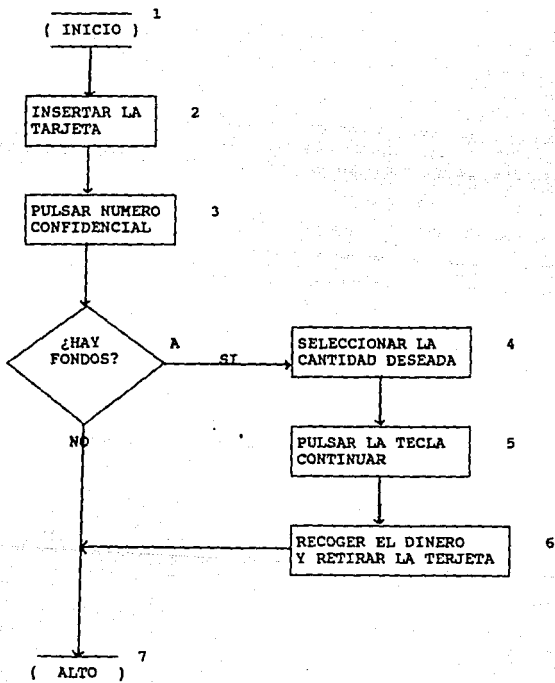 1
( INICIO )
INSERTAR LA
TARJETA
2
PULSAR NUMERO
CONFIDENCIAL
3
¿HAY
FONDOS?
A
SI
NO
SELECCIONAR LA
CANTIDAD DESEADA
4
PULSAR LA TECLA
CONTINUAR
5
RECOGER EL DINERO
Y RETIRAR LA TERJETA
6
7
( ALTO )